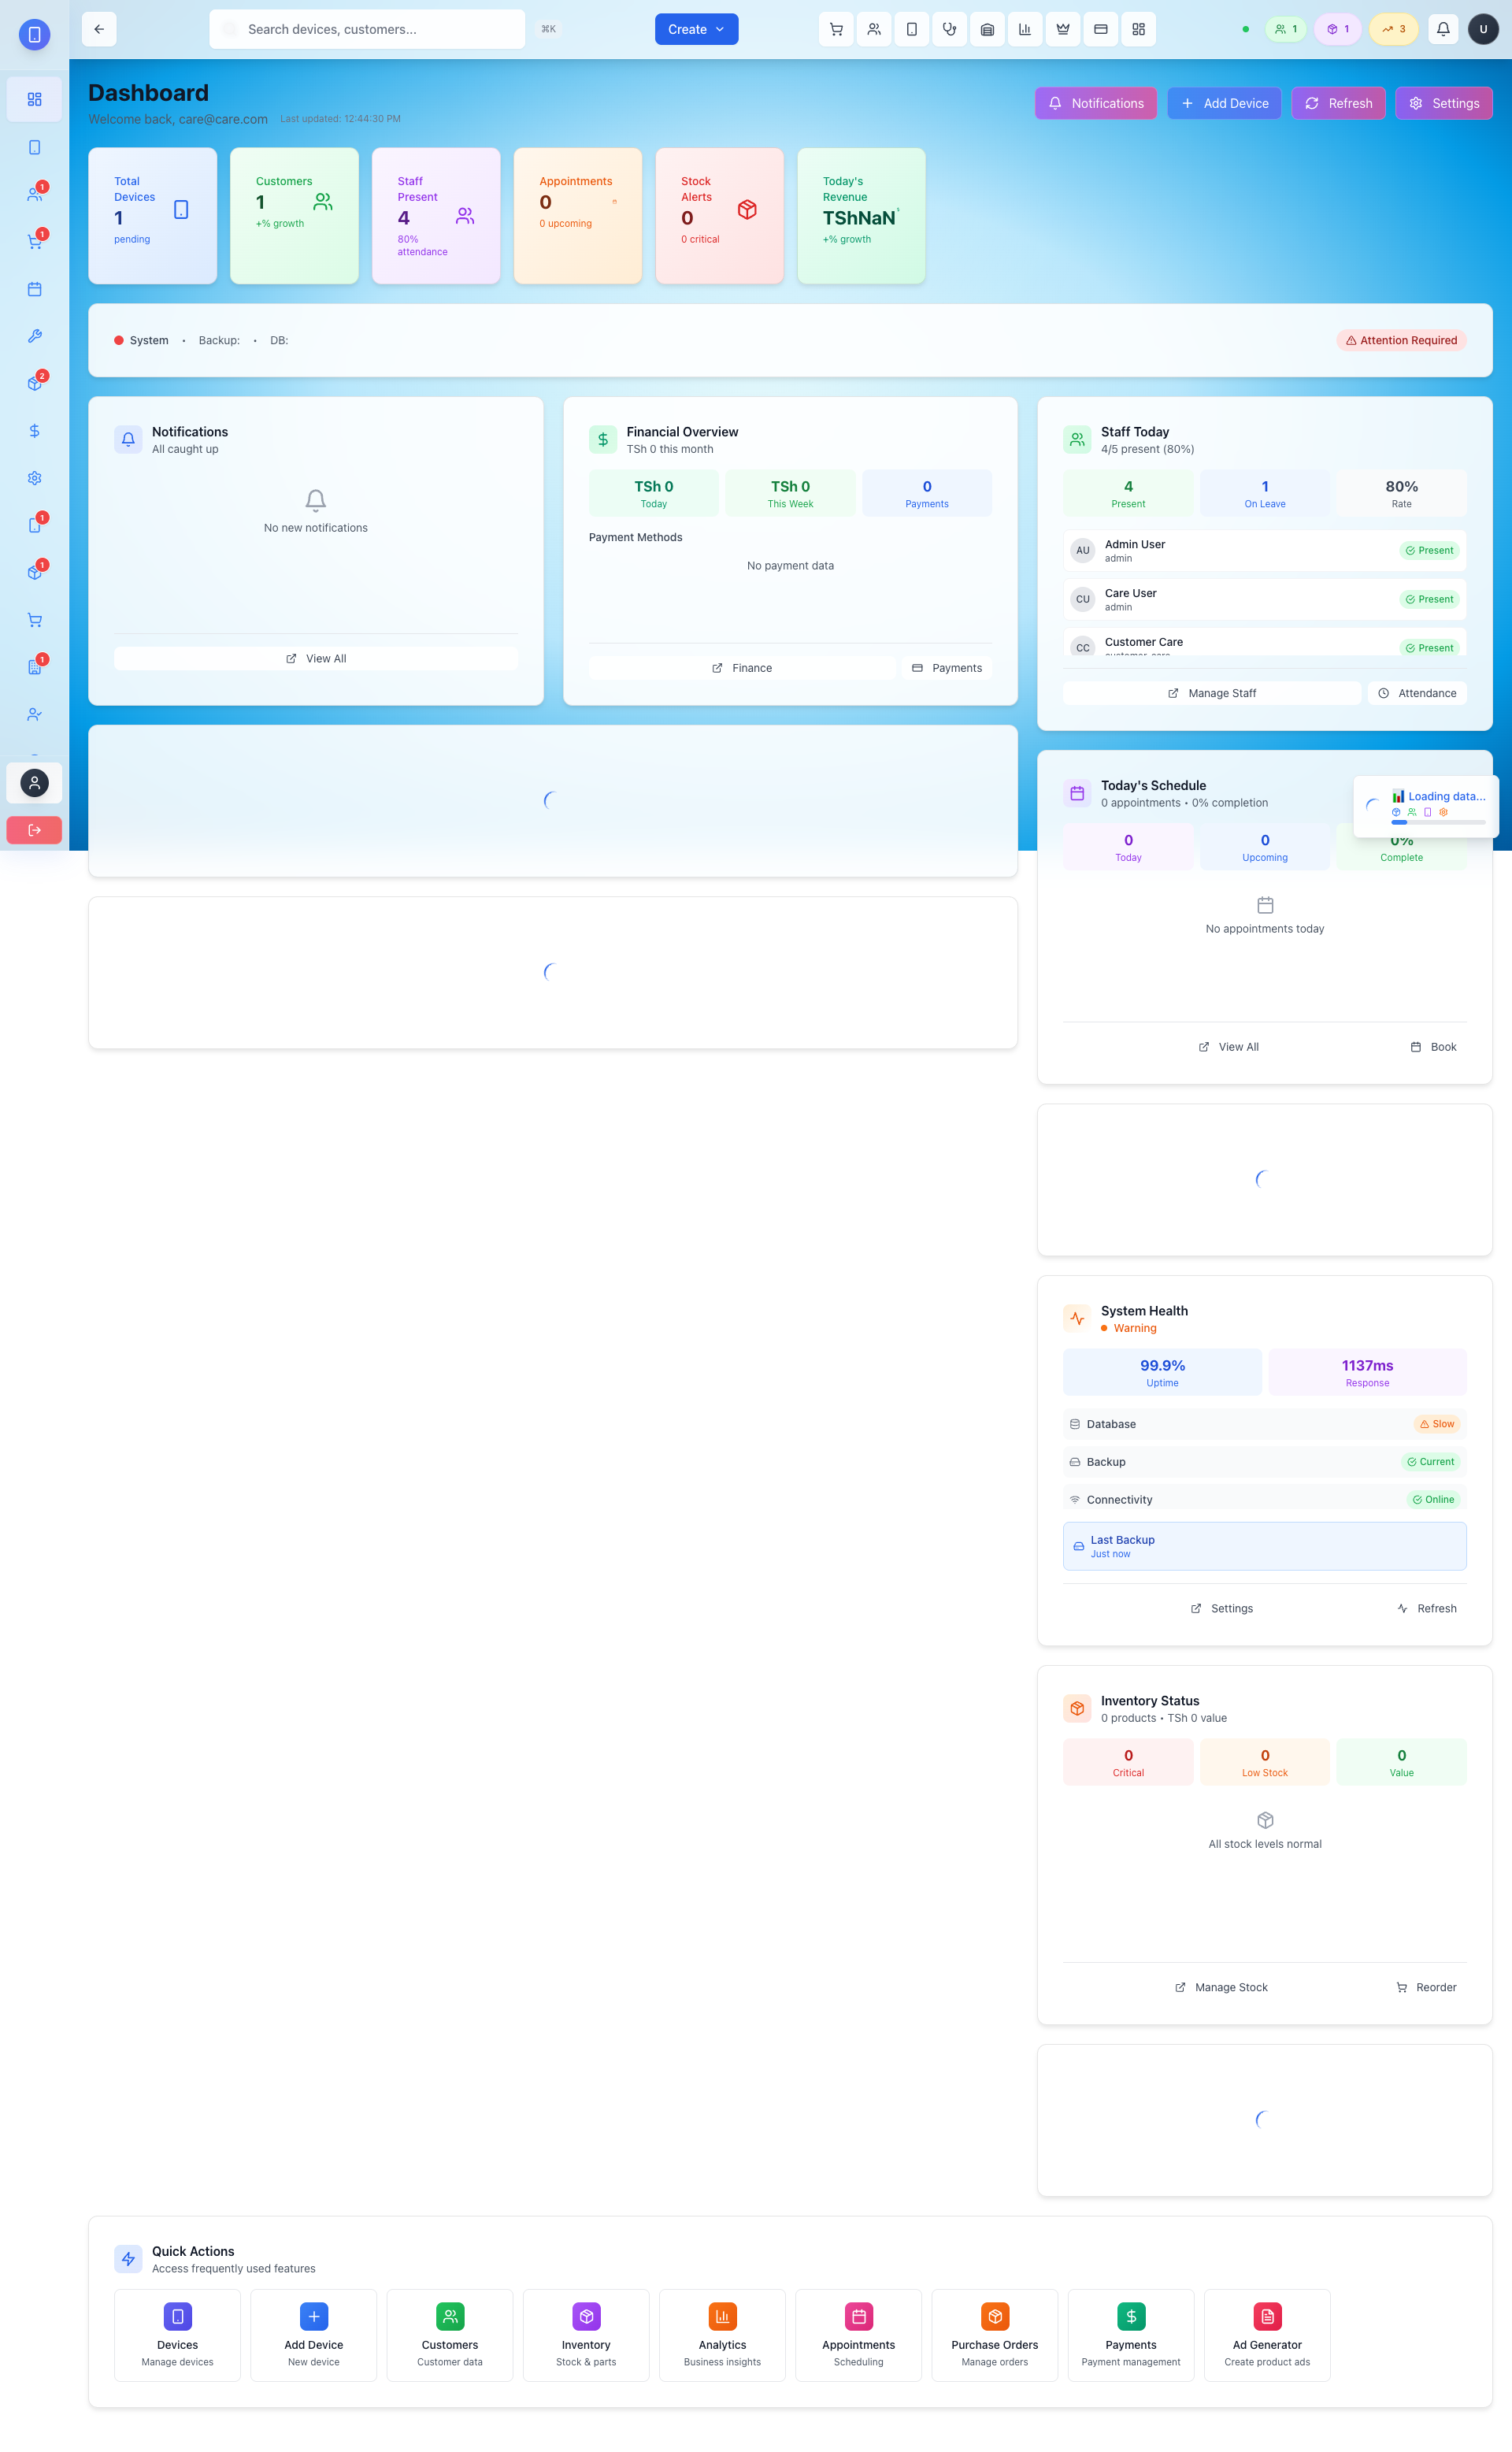 Search devices, customers...
⌘K
Create
1
1
3
U
Dashboard
Welcome back, care@care.com
Last updated: 12:44:30 PM
Notifications
Add Device
Refresh
Settings
1
1
2
1
1
1
Total
Devices
1
pending
Customers
1
+% growth
Staff
Present
4
80%
attendance
Appointments
0
0 upcoming
Stock
Alerts
0
0 critical
Today's
Revenue
TShNaN
+% growth
System • Backup: • DB:
Attention Required
Notifications
All caught up
No new notifications
View All
Financial Overview
TSh 0 this month
TSh 0
Today
TSh 0
This Week
0
Payments
Payment Methods
No payment data
Finance
Payments
Staff Today
4/5 present (80%)
4
Present
1
On Leave
80%
Rate
AU
Admin User
admin
Present
CU
Care User
admin
Present
CC
Customer Care
Present
Manage Staff
Attendance
Today's Schedule
0 appointments • 0% completion
Loading data...
0
Today
0
Upcoming
0%
Complete
No appointments today
View All
Book
System Health
Warning
99.9%
Uptime
1137ms
Response
Database
Slow
Backup
Current
Connectivity
Online
Last Backup
Just now
Settings
Refresh
Inventory Status
0 products • TSh 0 value
0
Critical
0
Low Stock
0
Value
All stock levels normal
Manage Stock
Reorder
Quick Actions
Access frequently used features
Devices
Manage devices
Add Device
New device
Customers
Customer data
Inventory
Stock & parts
Analytics
Business insights
Appointments
Scheduling
Purchase Orders
Manage orders
Payments
Payment management
Ad Generator
Create product ads